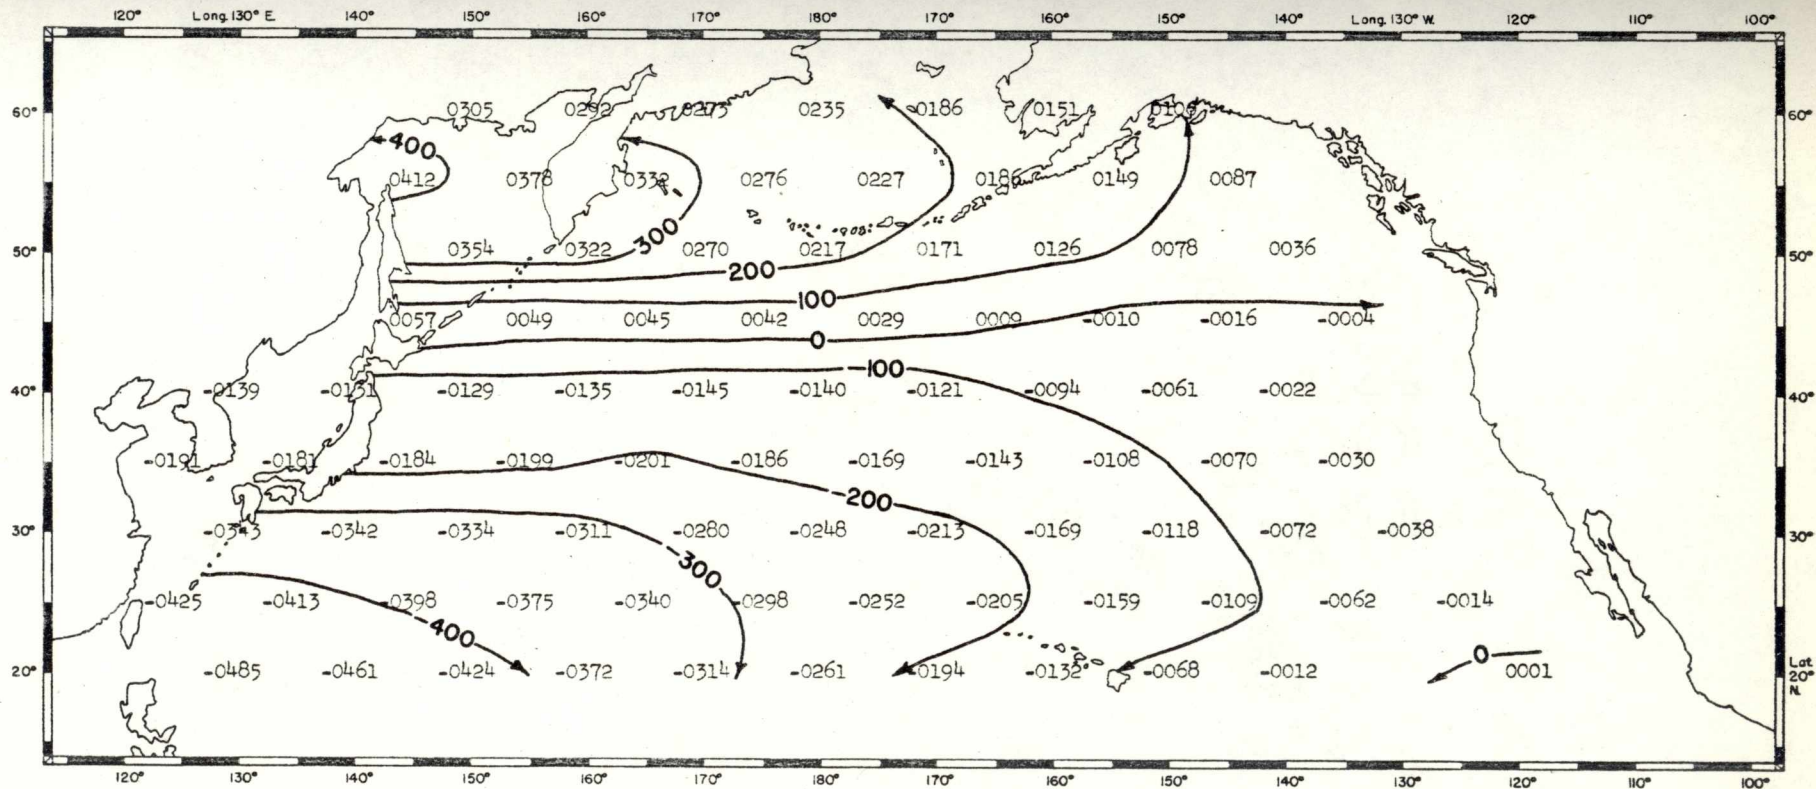 120° Long. 130° E. 140° 150° 160° 170° 180° 170° 160° 150° 140° Long. 130° W. 120° 110° 100°
60° 0305 0292 0273 0235 0186 0151 0106 60°
400
0412 0378 0332 0276 0227 0186 0149 0087
300
50° 0354 0322 0270 0217 0171 0126 0078 0036 50°
200
100
0057 0049 0045 0042 0029 0009 -0010 -0016 -0004
0
-100
40° -0139 -0131 -0129 -0135 -0145 -0140 -0121 -0094 -0061 -0022 40°
-0191 -0181 -0184 -0199 -0201 -0186 -0169 -0143 -0108 -0070 -0030
-200
30° -0343 -0342 -0334 -0311 -0280 -0248 -0213 -0169 -0118 -0072 -0038 30°
-300
-0425 -0413 -0398 -0375 -0340 -0298 -0252 -0205 -0159 -0109 -0062 -0014
-400
0
20° -0485 -0461 -0424 -0372 -0314 -0261 -0194 -0132 -0068 -0012 0001 Lat. 20° N.
120° 130° 140° 150° 160° 170° 180° 170° 160° 150° 140° 130° 120° 110° 100°